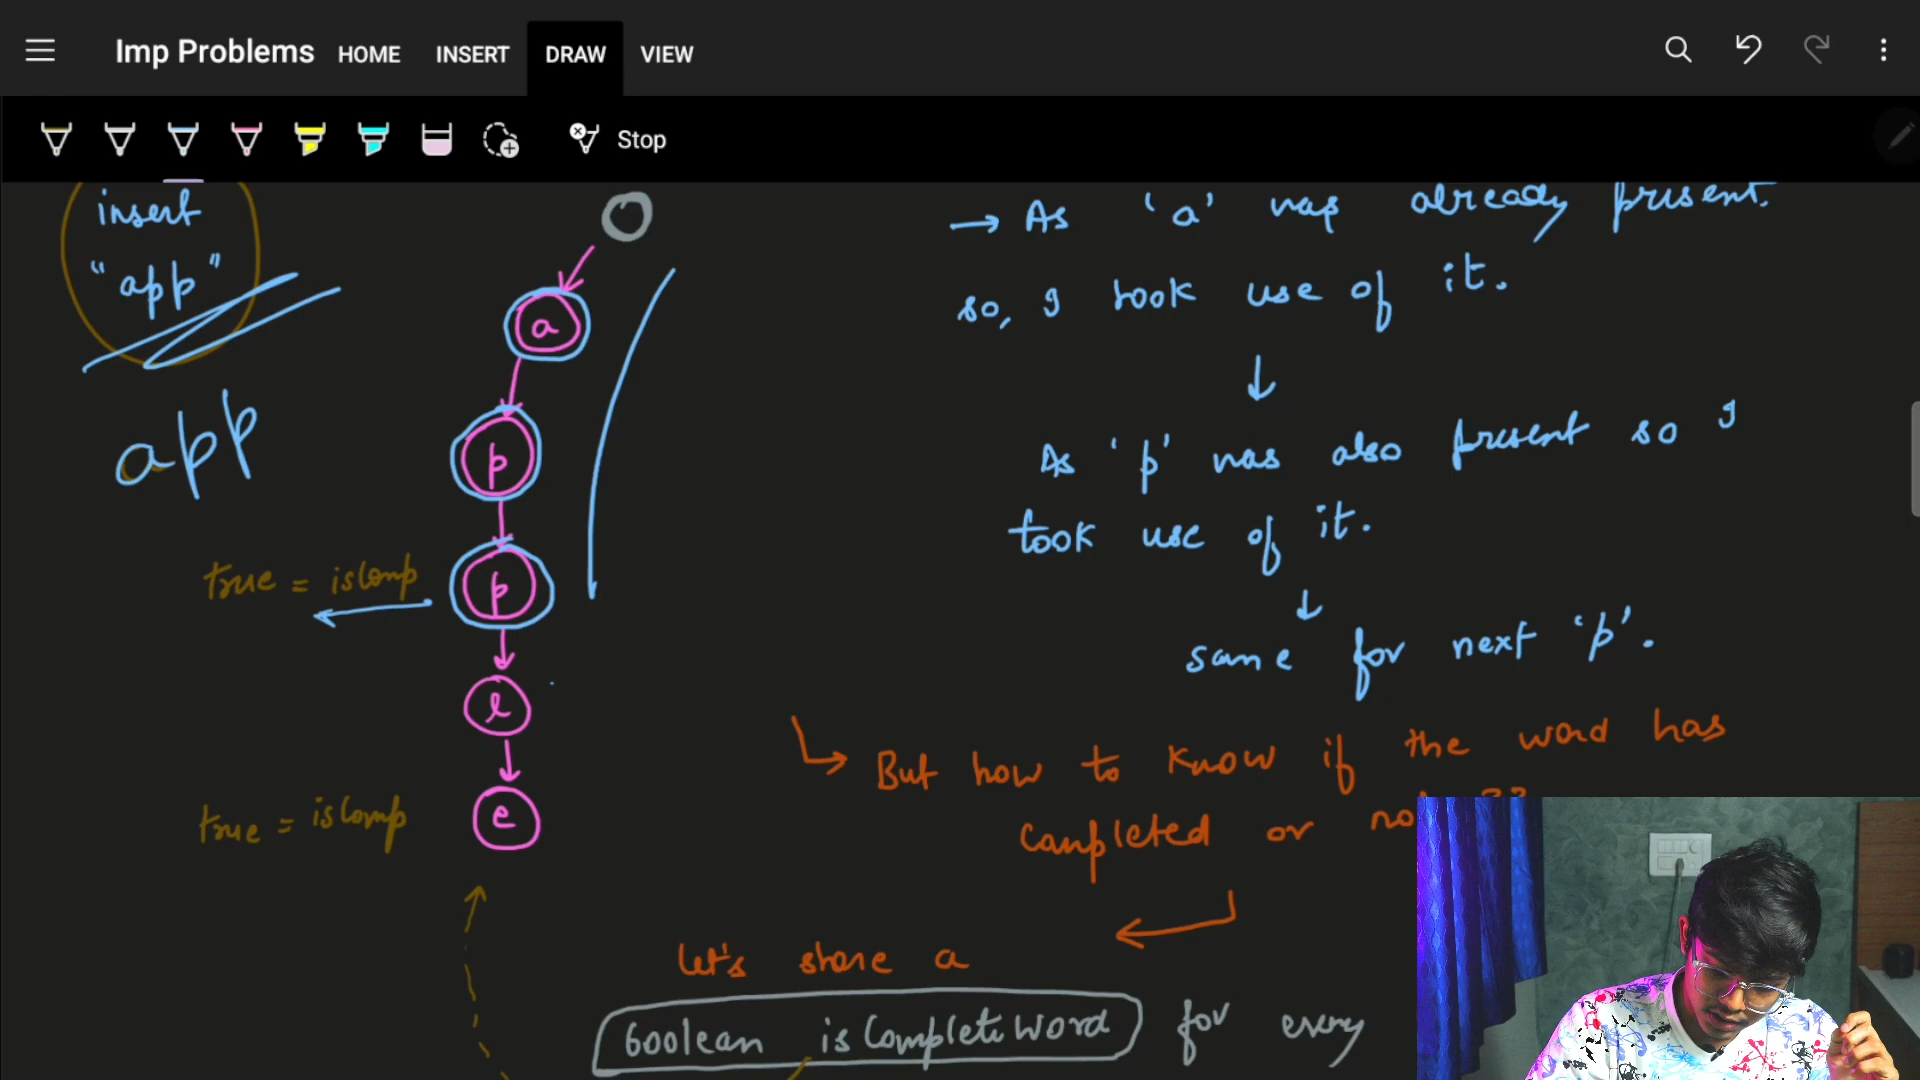 Imp Problems HOME INSERT DRAW VIEW
Stop
insert
"app"
app
a
p
p
l
e
true = iscomp
true = iscomp
→ As 'a' was already present.
so, I took use of it.
↓
As 'p' was also present so I
took use of it.
↓
same for next 'p'.
But how to know if the word has
completed or
let's store a
boolean isCompleteWord for every